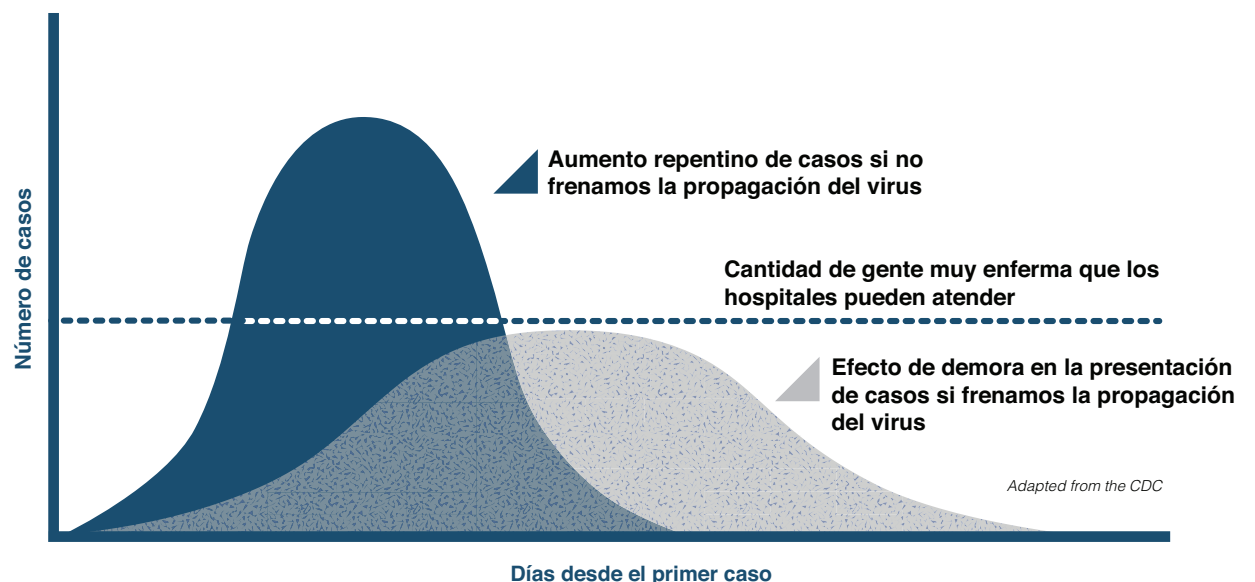 Aumento repentino de casos si no
frenamos la propagación del virus
Número de casos
Cantidad de gente muy enferma que los
hospitales pueden atender
Efecto de demora en la presentación
de casos si frenamos la propagación
del virus
Adapted from the CDC
Días desde el primer caso